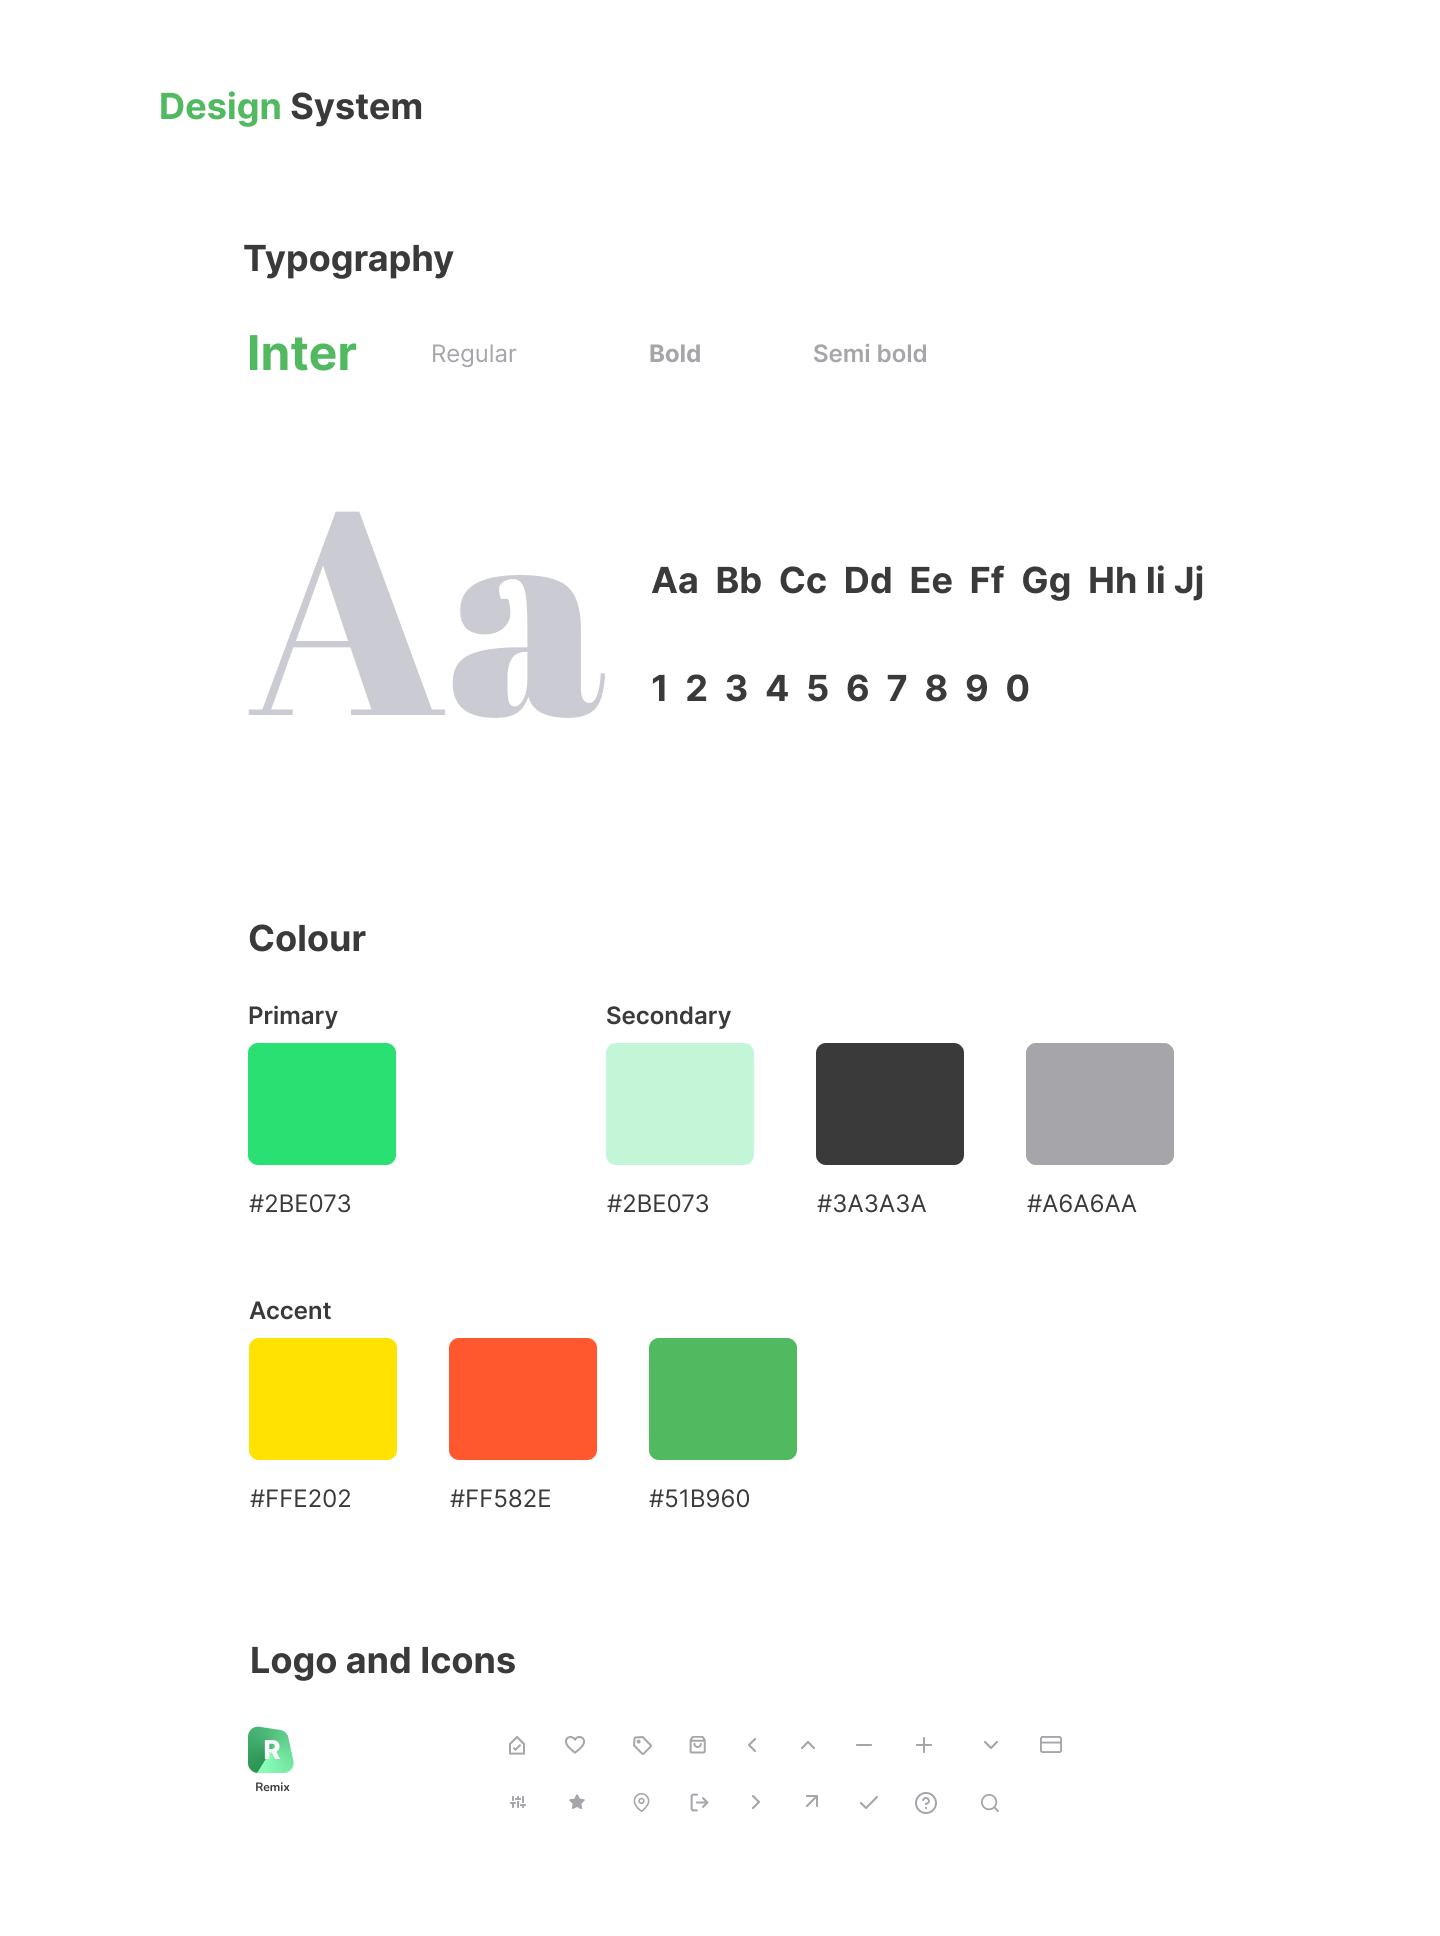 Design System
Typography
Inter Regular Bold Semi bold
Aa
Aa Bb Cc Dd Ee Ff Gg Hh Ii Jj
1 2 3 4 5 6 7 8 9 0
Colour
Primary Secondary
#2BE073 #2BE073 #3A3A3A #A6A6AA
Accent
#FFE202 #FF582E #51B960
Logo and Icons
R
Remix